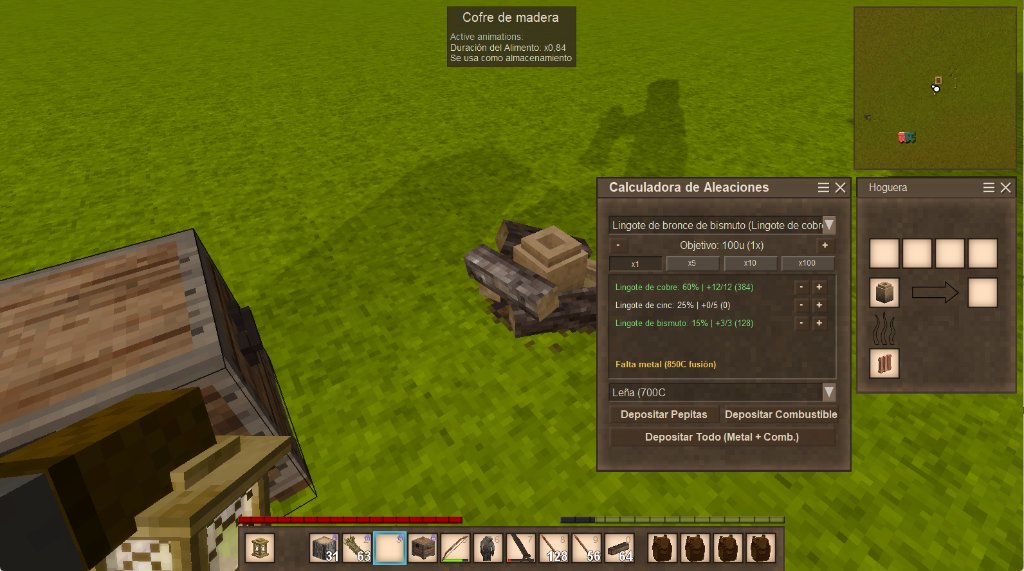 Cofre de madera
Active animations:
Duración del Alimento: x0,84
Se usa como almacenamiento
Calculadora de Aleaciones
Hoguera
Lingote de bronce de bismuto (Lingote de cobr
- Objetivo: 100u (1x) +
x1 x5 x10 x100
Lingote de cobre: 60% | +12/12 (384) - +
Lingote de cinc: 25% | +0/5 (0) - +
Lingote de bismuto: 15% | +3/3 (128) - +
Falta metal (850C fusión)
Leña (700C
Depositar Pepitas Depositar Combustible
Depositar Todo (Metal + Comb.)
31 63 128 56 64